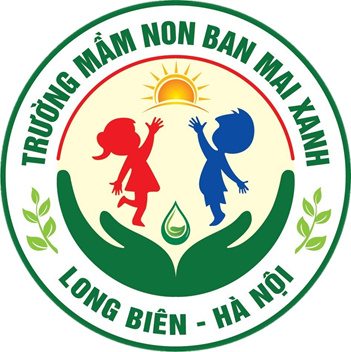 TRƯỜNG MẦM NON BAN MAI XANH
LONG BIÊN - HÀ NỘI